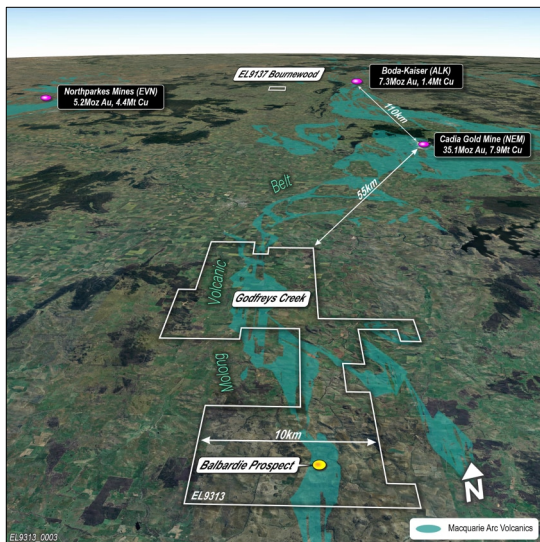 EL9137 Bournewood
Boda-Kaiser (ALK)
7.3Moz Au, 1.4Mt Cu
Northparkes Mines (EVN)
5.2Moz Au, 4.4Mt Cu
110km
Cadia Gold Mine (NEM)
35.1Moz Au, 7.9Mt Cu
55km
Belt
Volcanic
Godfreys Creek
Molong
10km
Balbardie Prospect
EL9313
N
Macquarie Arc Volcanics
EL9313_0003